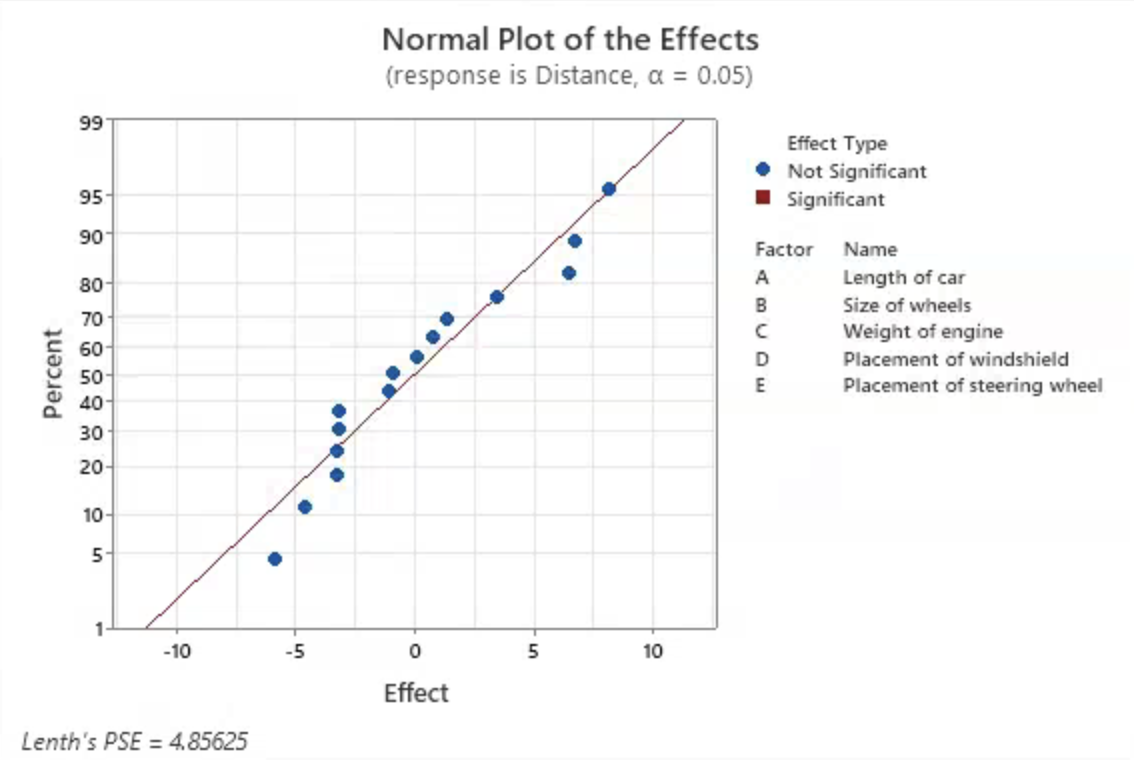 Normal Plot of the Effects
(response is Distance, α = 0.05)
99
95
90
80
70
60
50
40
30
20
10
5
1
Percent
-10 -5 0 5 10
Effect
Effect Type
Not Significant
Significant
Factor Name
A Length of car
B Size of wheels
C Weight of engine
D Placement of windshield
E Placement of steering wheel
Lenth's PSE = 4.85625